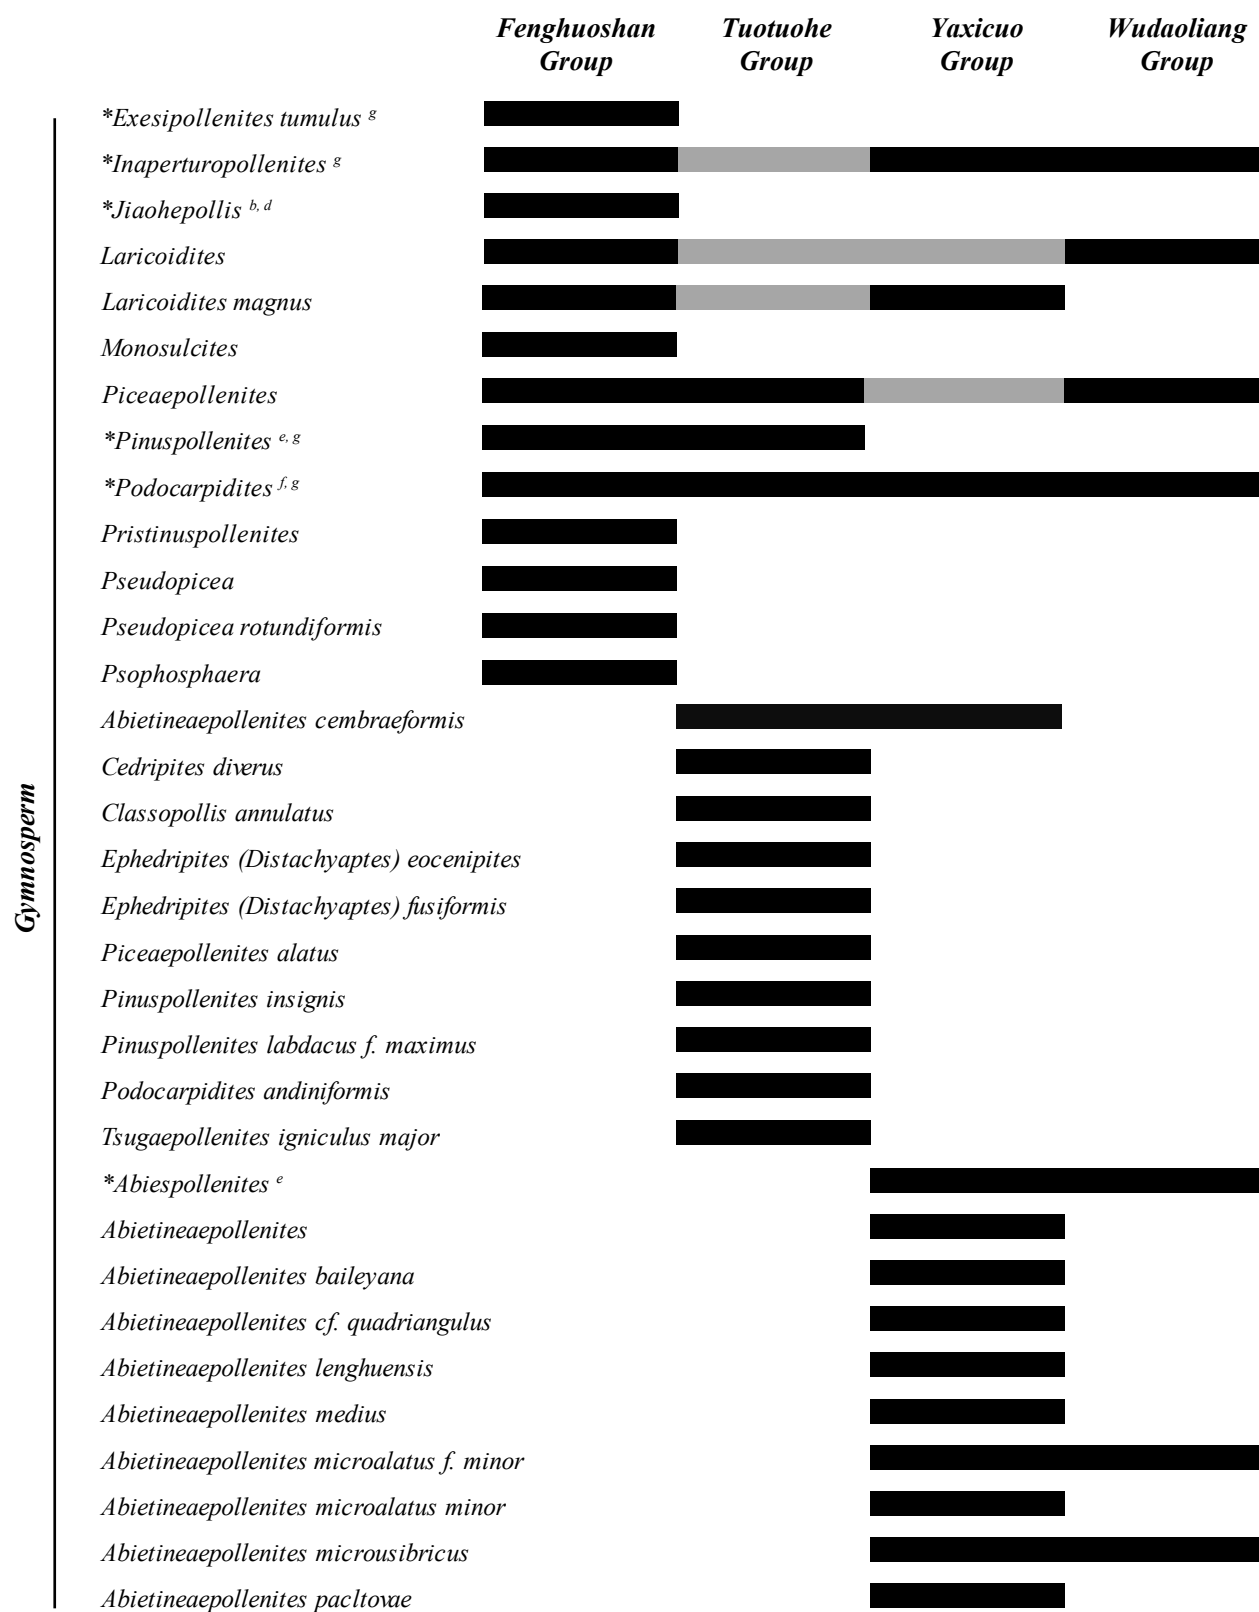 Fenghuoshan Group
Tuotuohe Group
Yaxicuo Group
Wudaoliang Group
Gymnosperm
*Exesipollenites tumulus g
*Inaperturopollenites g
*Jiaohepollis b, d
Laricoidites
Laricoidites magnus
Monosulcites
Piceaepollenites
*Pinuspollenites e, g
*Podocarpidites f, g
Pristinuspollenites
Pseudopicea
Pseudopicea rotundiformis
Psophosphaera
Abietineaepollenites cembraeformis
Cedripites diverus
Classopollis annulatus
Ephedripites (Distachyaptes) eocenipites
Ephedripites (Distachyaptes) fusiformis
Piceaepollenites alatus
Pinuspollenites insignis
Pinuspollenites labdacus f. maximus
Podocarpidites andiniformis
Tsugaepollenites igniculus major
*Abiespollenites e
Abietineaepollenites
Abietineaepollenites baileyana
Abietineaepollenites cf. quadriangulus
Abietineaepollenites lenghuensis
Abietineaepollenites medius
Abietineaepollenites microalatus f. minor
Abietineaepollenites microalatus minor
Abietineaepollenites microusibricus
Abietineaepollenites pacltovae